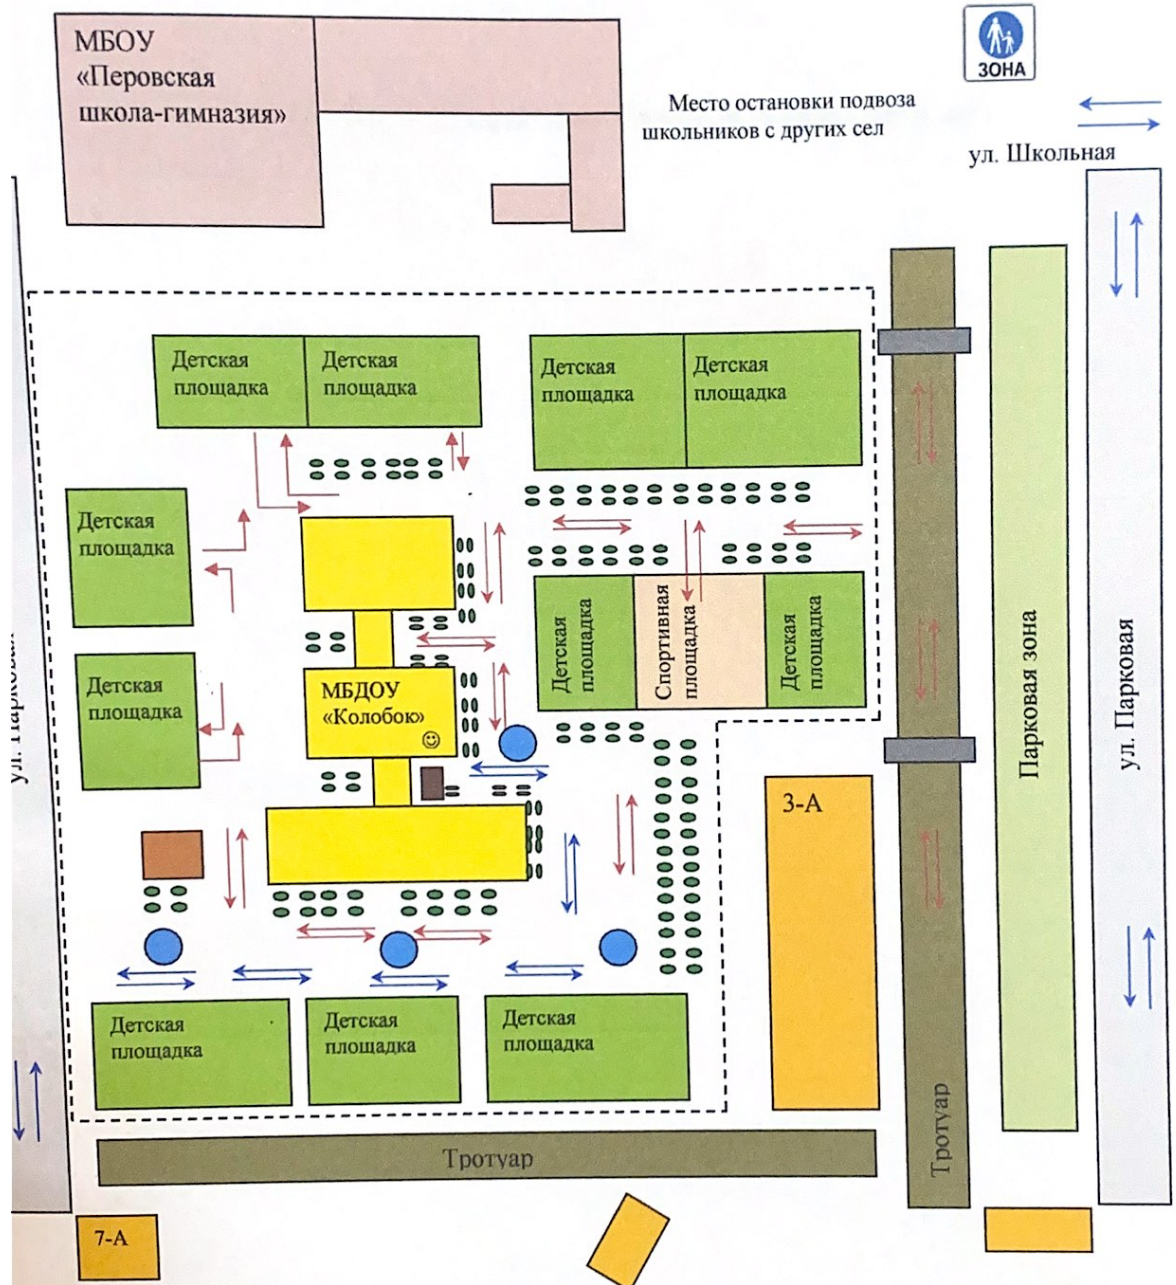 МБОУ
«Перовская
школа-гимназия»
ЗОНА
Место остановки подвоза
школьников с других сел
ул. Школьная
Детская
площадка
Детская
площадка
Детская
площадка
Детская
площадка
Детская
площадка
Детская
площадка
Спортивная
площадка
Детская
площадка
Детская
площадка
МБДОУ
«Колобок»
ул. Парковая
Парковая зона
ул. Парковая
3-А
Детская
площадка
Детская
площадка
Детская
площадка
Тротуар
Тротуар
7-А